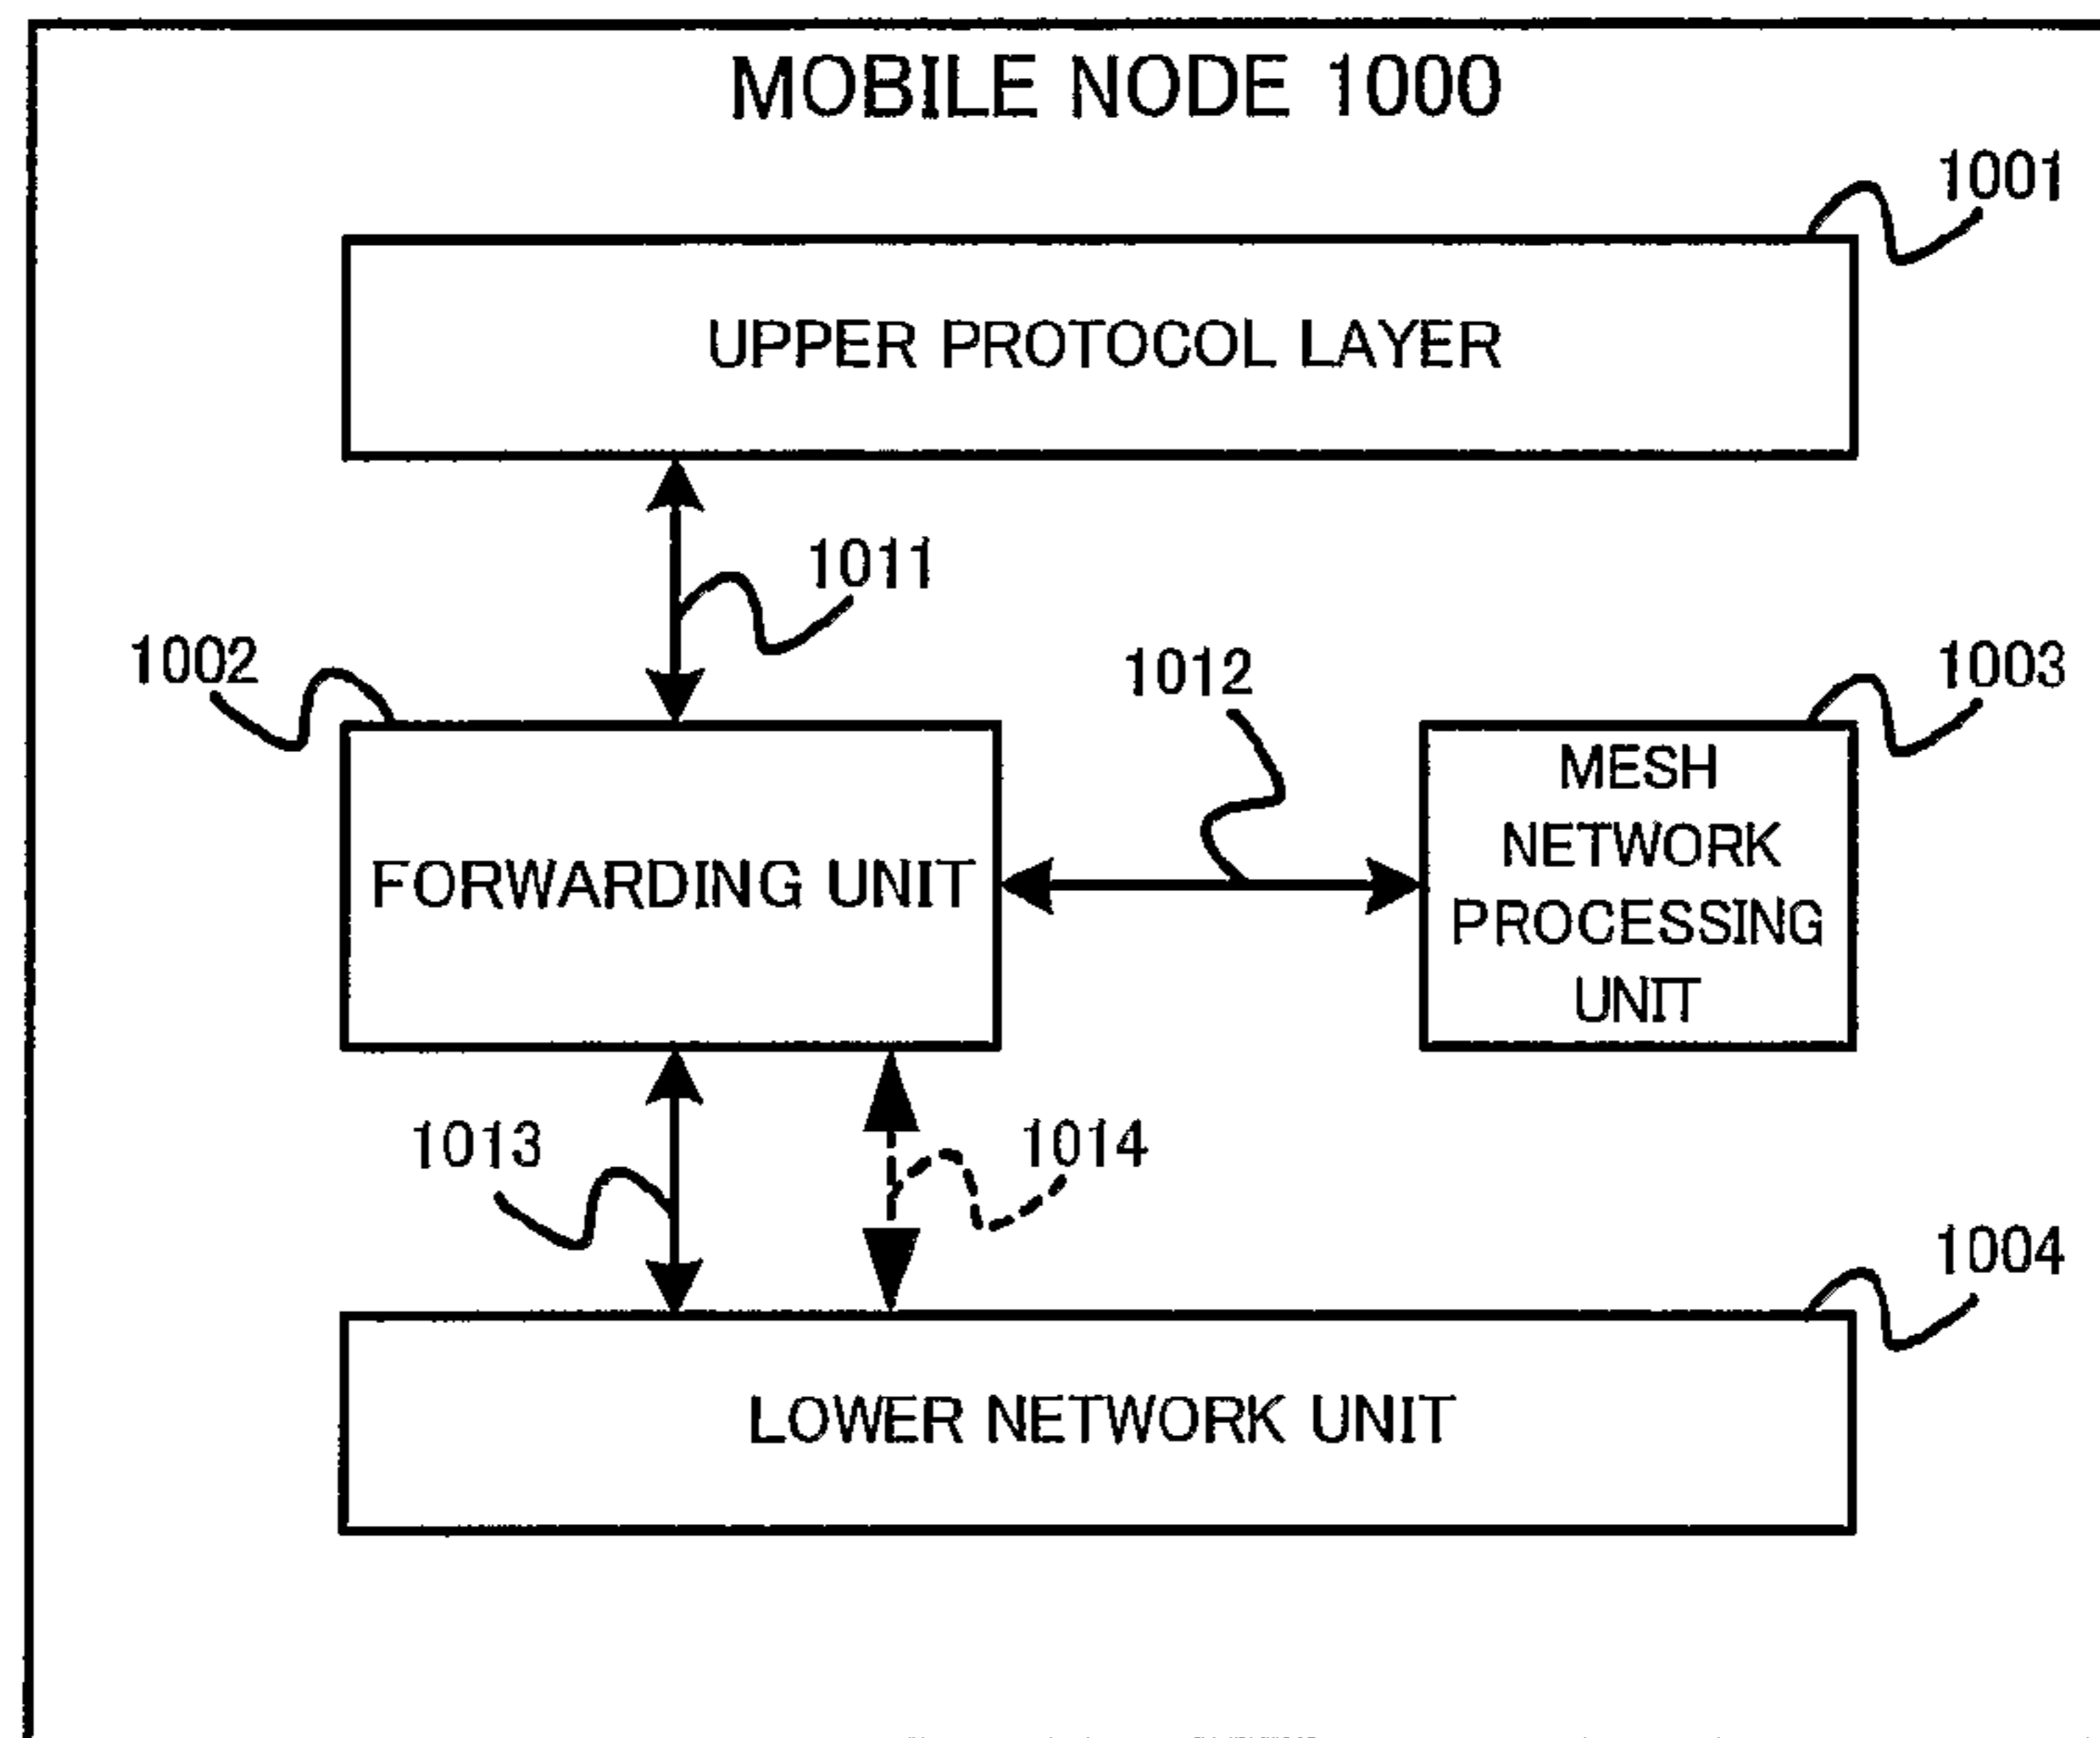 MOBILE NODE 1000
1001
UPPER PROTOCOL LAYER
1011
1002
1012
1003
FORWARDING UNIT
MESH
NETWORK
PROCESSING
UNIT
1013
1014
1004
LOWER NETWORK UNIT